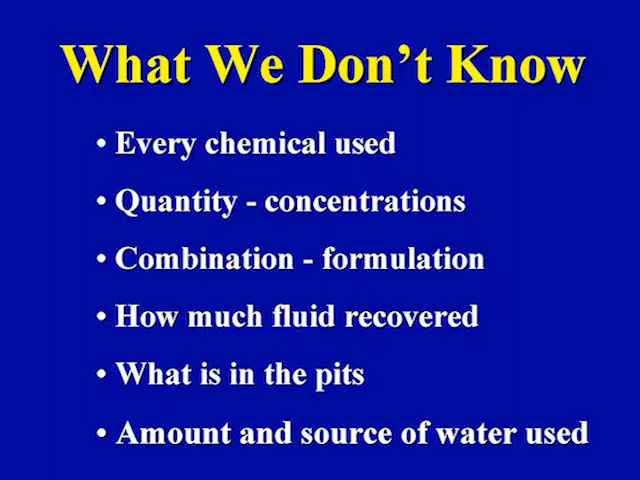 What We Don’t Know
• Every chemical used
• Quantity - concentrations
• Combination - formulation
• How much fluid recovered
• What is in the pits
• Amount and source of water used